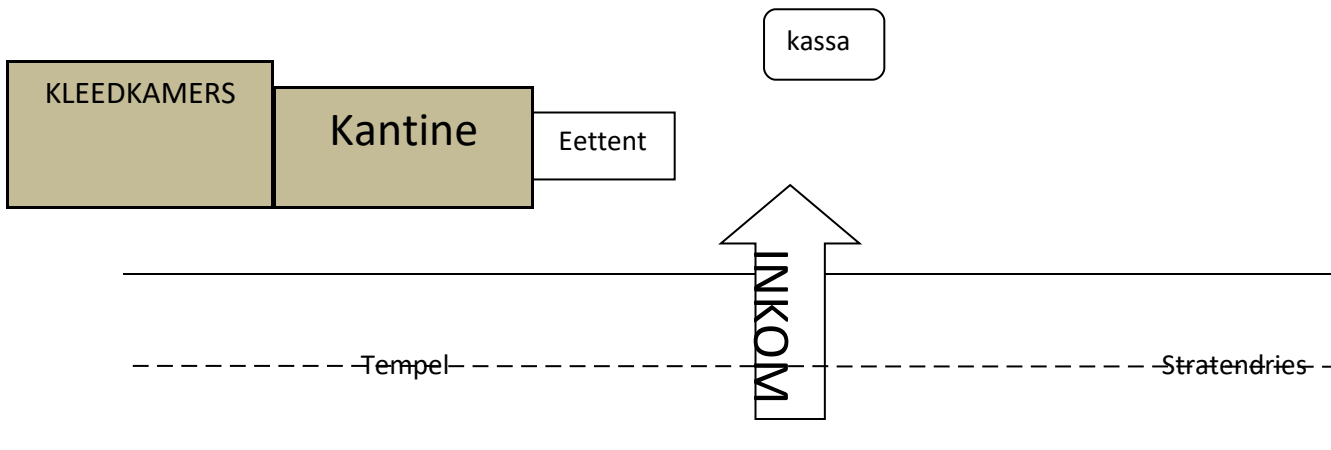 kassa
KLEEDKAMERS
Kantine
Eettent
INKOM
Tempel
Stratendries